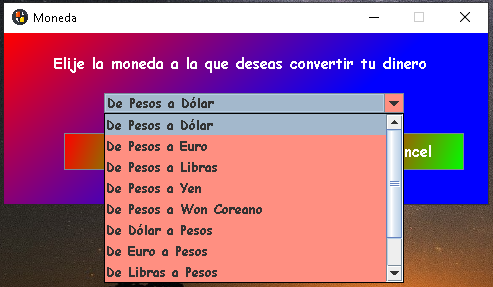 Moneda
Elije la moneda a la que deseas convertir tu dinero
De Pesos a Dólar
De Pesos a Dólar
De Pesos a Euro
De Pesos a Libras
ncel
De Pesos a Yen
De Pesos a Won Coreano
De Dólar a Pesos
De Euro a Pesos
De Libras a Pesos